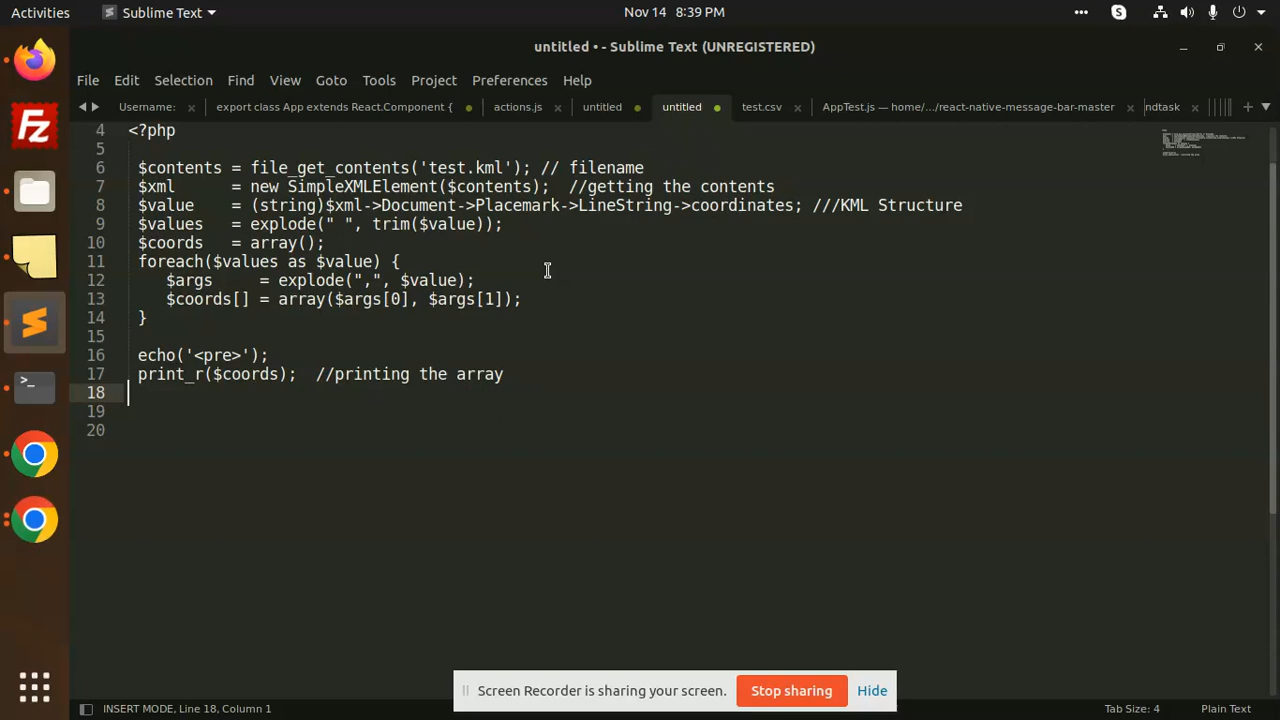 Activities
Sublime Text
Nov 14 8:39 PM
untitled • - Sublime Text (UNREGISTERED)
File Edit Selection Find View Goto Tools Project Preferences Help
Username: export class App extends React.Component { actions.js untitled untitled test.csv AppTest.js — home/.../react-native-message-bar-master ndtask
4 <?php
5
6 $contents = file_get_contents('test.kml'); // filename
7 $xml      = new SimpleXMLElement($contents);  //getting the contents
8 $value    = (string)$xml->Document->Placemark->LineString->coordinates; ///KML Structure
9 $values   = explode(" ", trim($value));
10 $coords   = array();
11 foreach($values as $value) {
12    $args     = explode(",", $value);
13    $coords[] = array($args[0], $args[1]);
14 }
15
16 echo('<pre>');
17 print_r($coords);  //printing the array
18
19
20
Screen Recorder is sharing your screen. Stop sharing Hide
INSERT MODE, Line 18, Column 1
Tab Size: 4
Plain Text